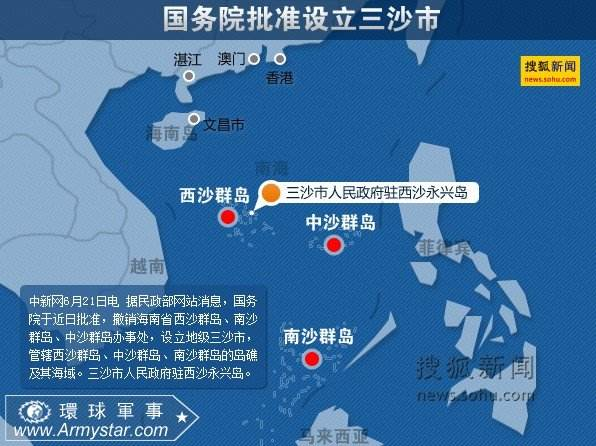 国务院批准设立三沙市
搜狐新闻
news.sohu.com
湛江
澳门
香港
海南岛
文昌市
南海
西沙群岛
三沙市人民政府驻西沙永兴岛
中沙群岛
菲律宾
越南
中新网6月21日电 据民政部网站消息，国务
院于近日批准，撤销海南省西沙群岛、南沙
群岛、中沙群岛办事处，设立地级三沙市，
管辖西沙群岛、中沙群岛、南沙群岛的岛礁
及其海域。三沙市人民政府驻西沙永兴岛。
南沙群岛
搜狐新闻
news.sohu.com
環球軍事
www.Armystar.com
马来西亚